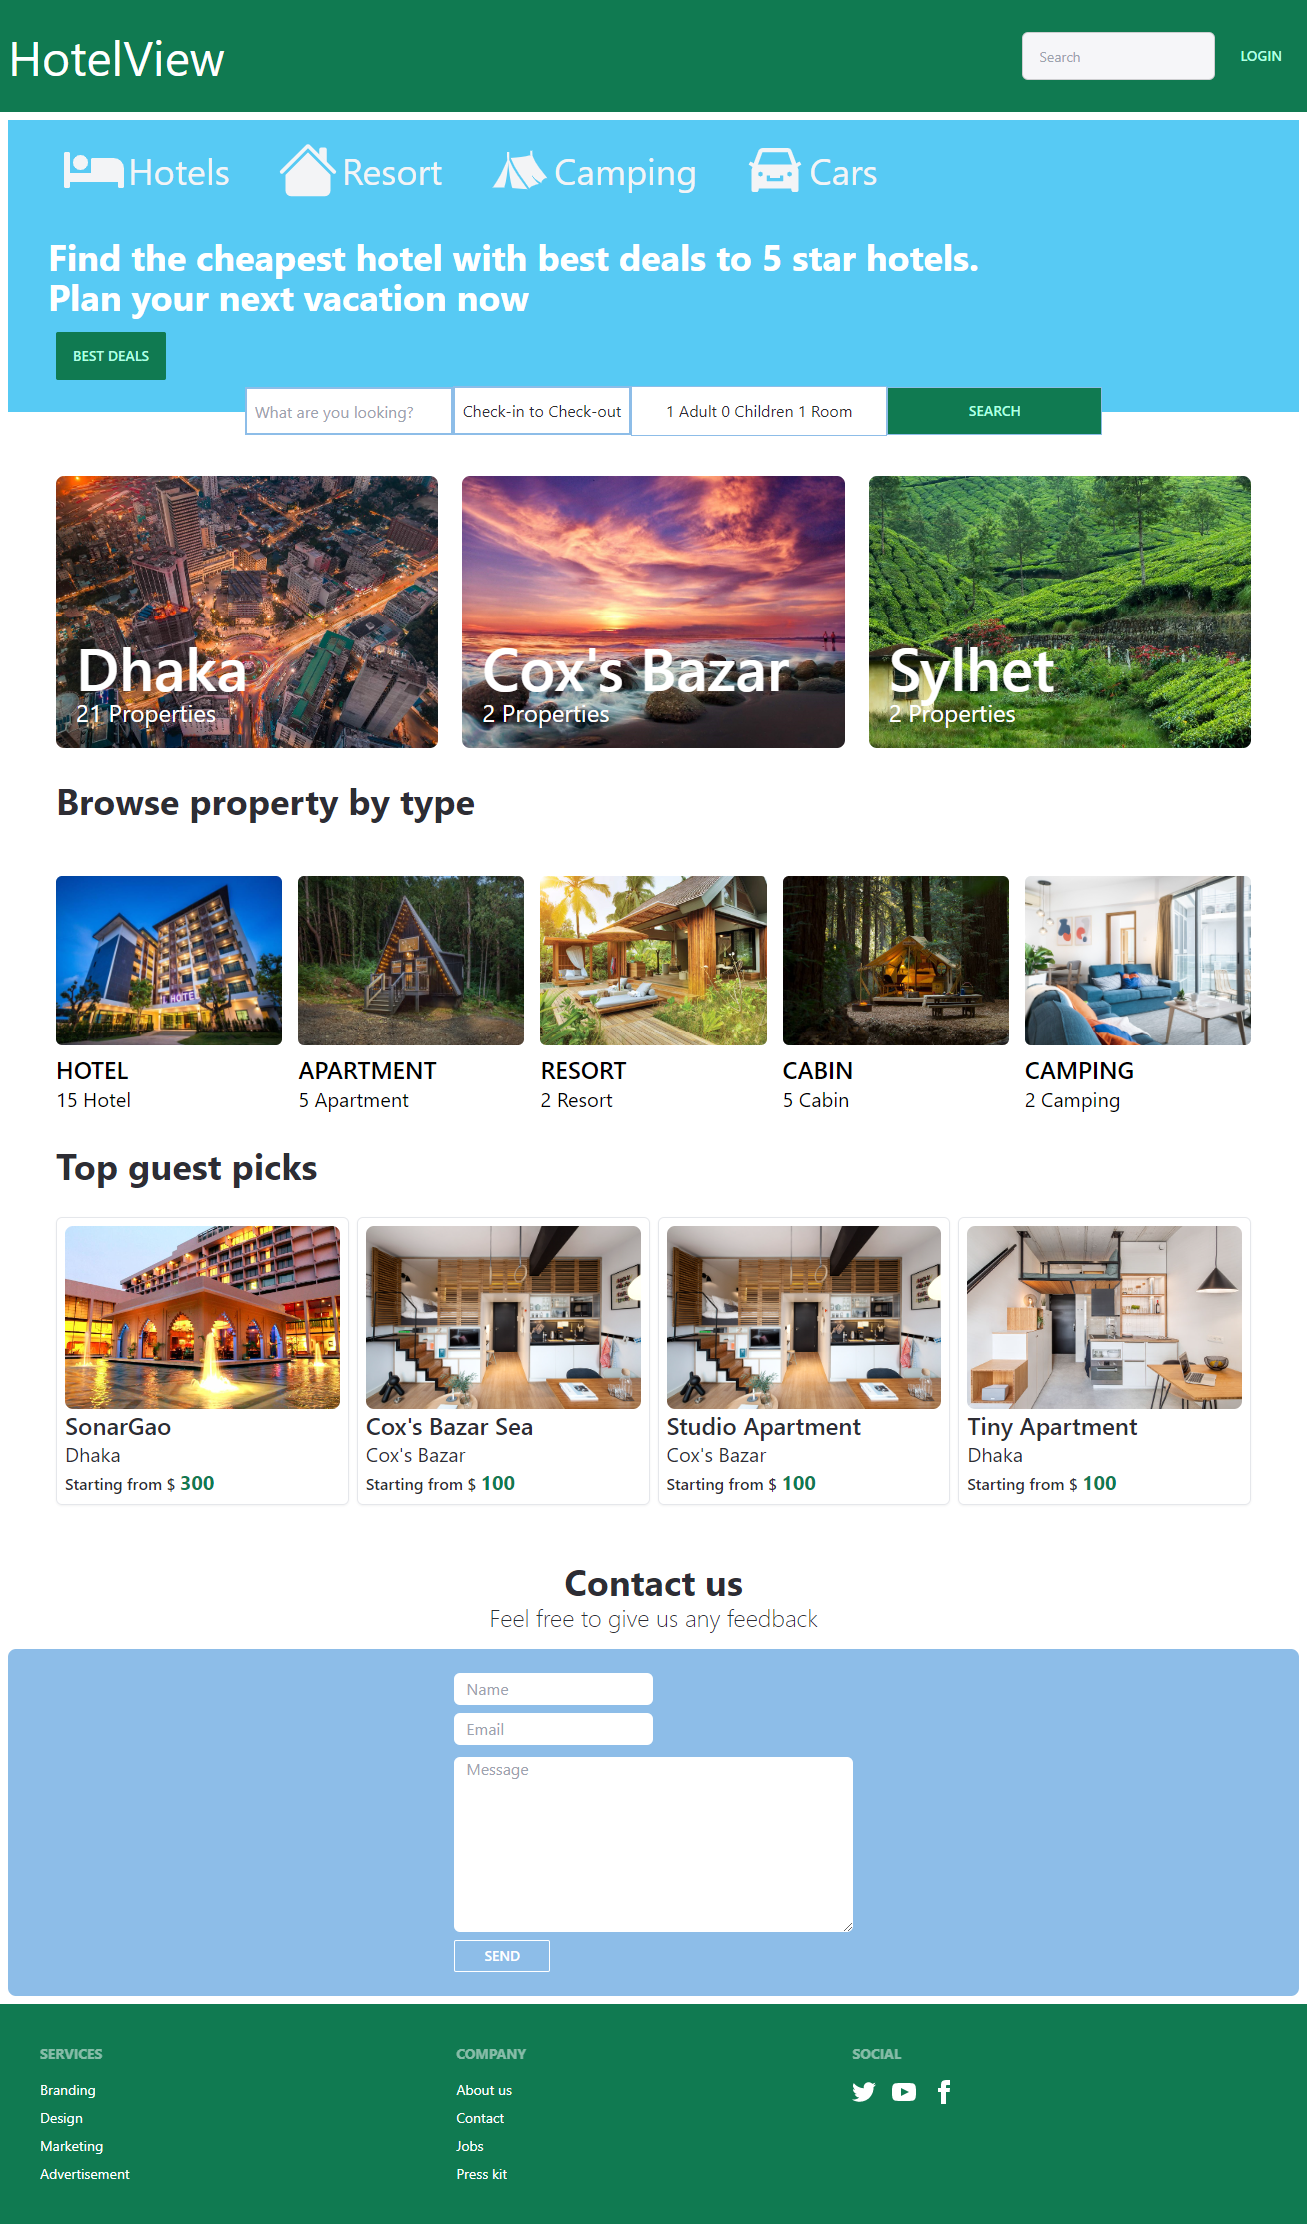 HotelView
Search
LOGIN
Hotels
Resort
Camping
Cars
Find the cheapest hotel with best deals to 5 star hotels.
Plan your next vacation now
BEST DEALS
What are you looking?
Check-in to Check-out
1 Adult 0 Children 1 Room
SEARCH
Dhaka
21 Properties
Cox's Bazar
2 Properties
Sylhet
2 Properties
Browse property by type
HOTEL
HOTEL
15 Hotel
APARTMENT
5 Apartment
RESORT
2 Resort
CABIN
5 Cabin
CAMPING
2 Camping
Top guest picks
SonarGao
Dhaka
Starting from $ 300
Cox's Bazar Sea
Cox's Bazar
Starting from $ 100
Studio Apartment
Cox's Bazar
Starting from $ 100
Tiny Apartment
Dhaka
Starting from $ 100
Contact us
Feel free to give us any feedback
Name
Email
Message
SEND
SERVICES
Branding
Design
Marketing
Advertisement
COMPANY
About us
Contact
Jobs
Press kit
SOCIAL